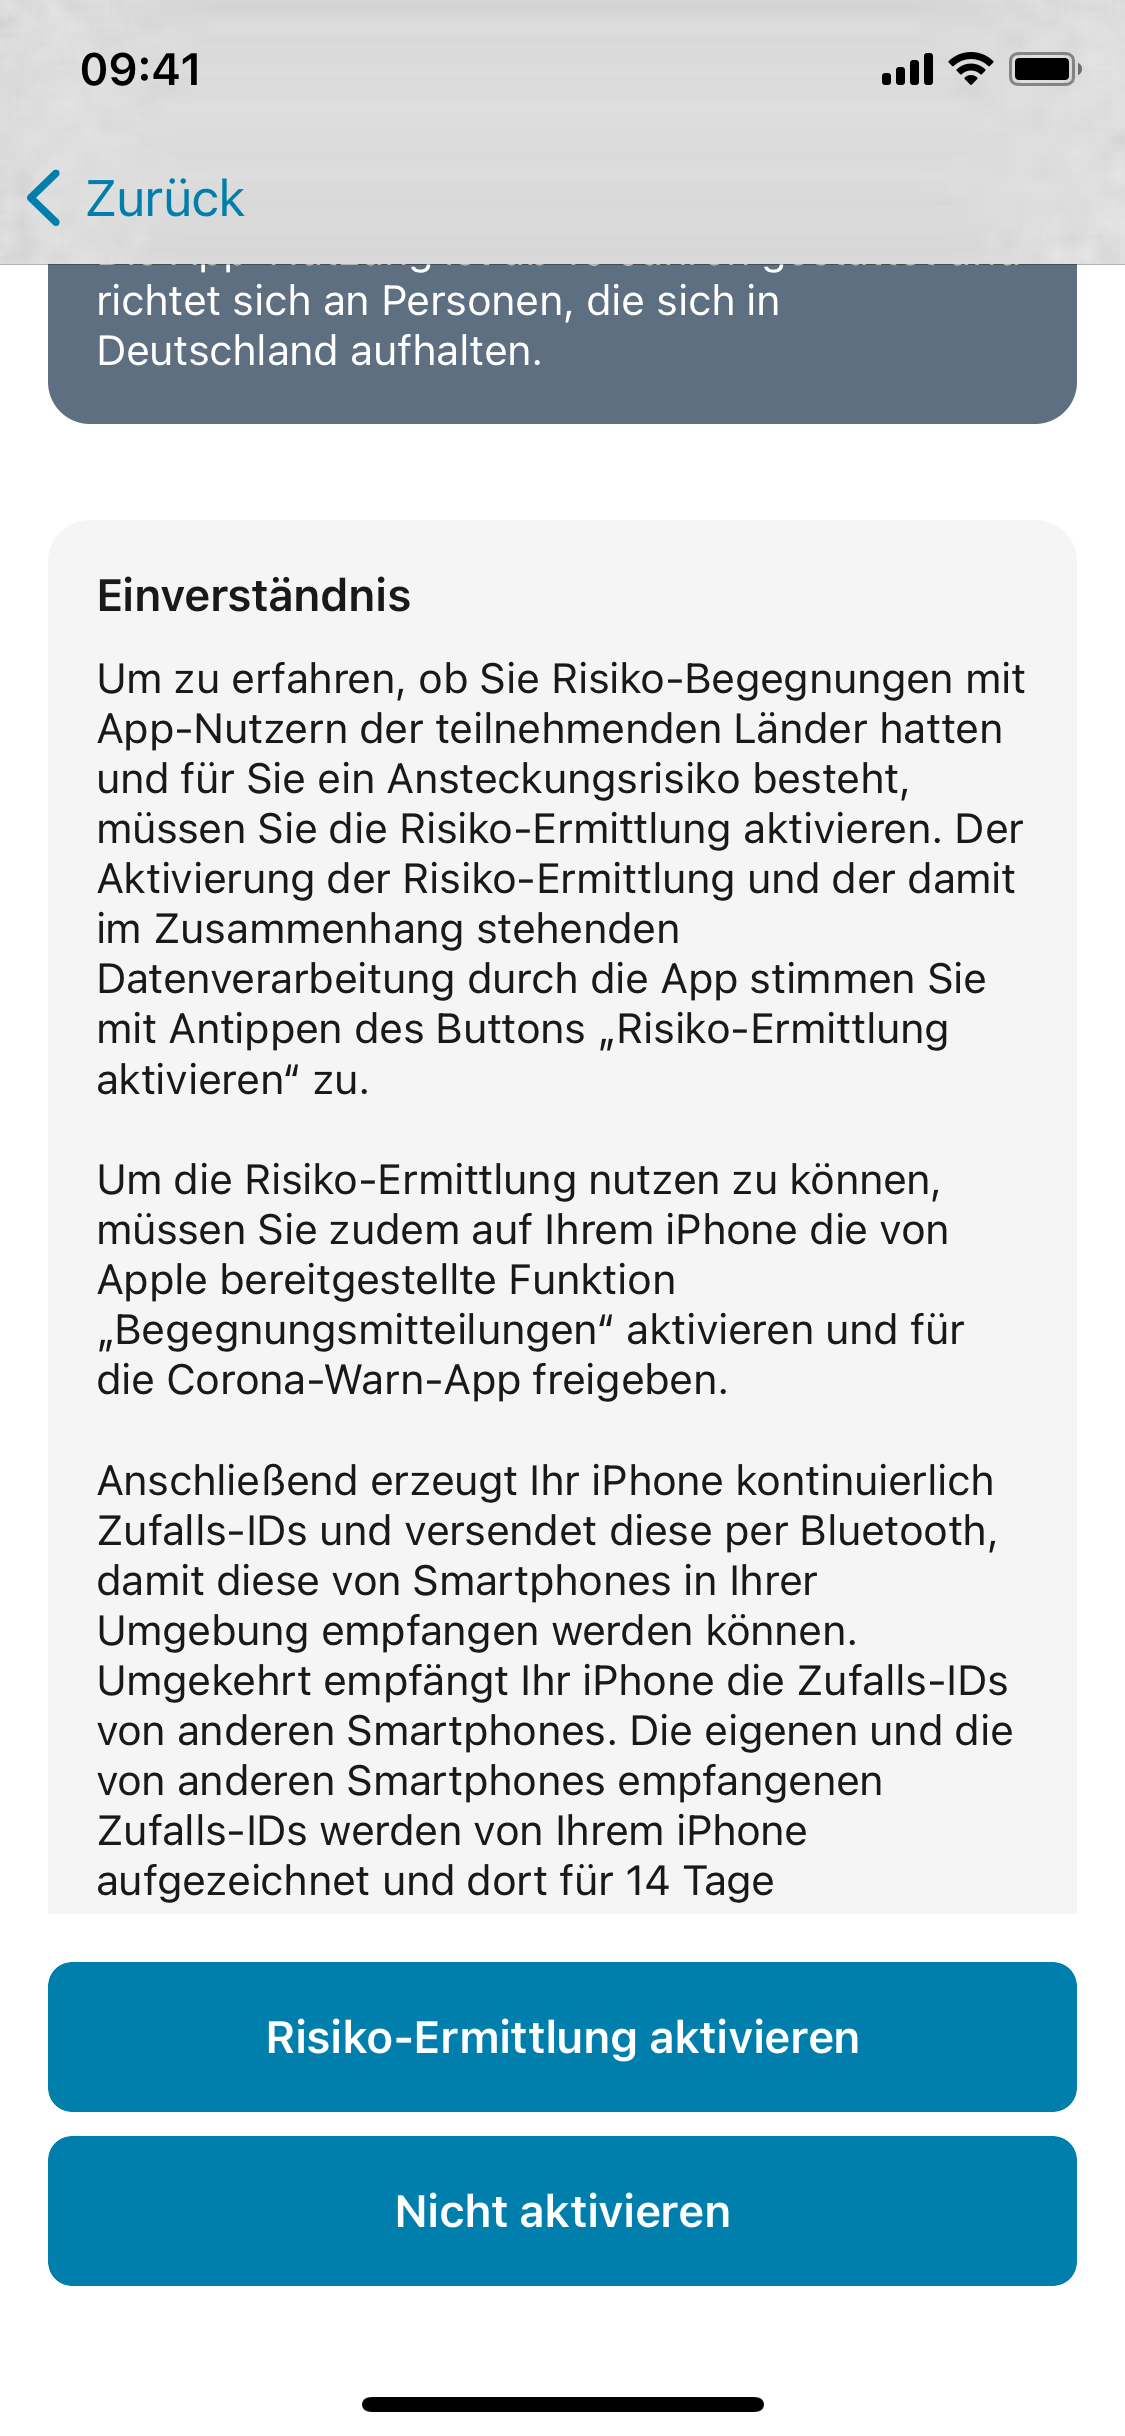 09:41
Zurück
richtet sich an Personen, die sich in
Deutschland aufhalten.
Einverständnis
Um zu erfahren, ob Sie Risiko-Begegnungen mit
App-Nutzern der teilnehmenden Länder hatten
und für Sie ein Ansteckungsrisiko besteht,
müssen Sie die Risiko-Ermittlung aktivieren. Der
Aktivierung der Risiko-Ermittlung und der damit
im Zusammenhang stehenden
Datenverarbeitung durch die App stimmen Sie
mit Antippen des Buttons „Risiko-Ermittlung
aktivieren“ zu.
Um die Risiko-Ermittlung nutzen zu können,
müssen Sie zudem auf Ihrem iPhone die von
Apple bereitgestellte Funktion
„Begegnungsmitteilungen“ aktivieren und für
die Corona-Warn-App freigeben.
Anschließend erzeugt Ihr iPhone kontinuierlich
Zufalls-IDs und versendet diese per Bluetooth,
damit diese von Smartphones in Ihrer
Umgebung empfangen werden können.
Umgekehrt empfängt Ihr iPhone die Zufalls-IDs
von anderen Smartphones. Die eigenen und die
von anderen Smartphones empfangenen
Zufalls-IDs werden von Ihrem iPhone
aufgezeichnet und dort für 14 Tage
Risiko-Ermittlung aktivieren
Nicht aktivieren